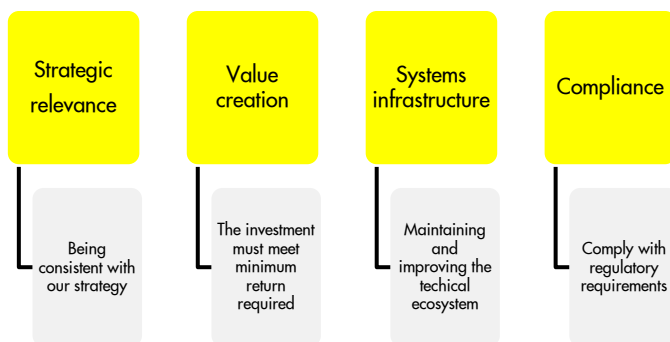 Strategic
relevance
Value
creation
Systems
infrastructure
Compliance
Being
consistent with
our strategy
The investment
must meet
minimum
return
required
Maintaining
and
improving the
techical
ecosystem
Comply with
regulatory
requirements